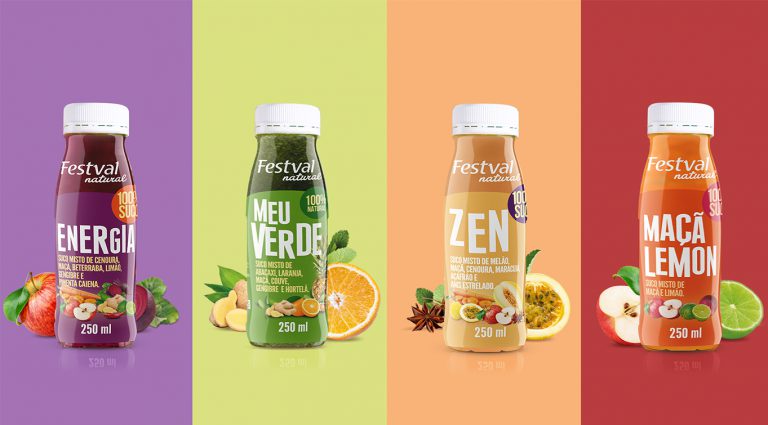 Festval
natural
100%
SUCO
ENERGIA
SUCO MISTO DE CENOURA,
MAÇÃ, BETERRABA, LIMÃO,
GENGIBRE E
PIMENTA CAIENA.
250 ml
Festval
natural
100%
NATURAL
MEU
VERDE
SUCO MISTO DE
ABACAXI, LARANJA,
MAÇÃ, COUVE,
GENGIBRE E HORTELÃ.
250 ml
Festval
natural
100%
SUCO
ZEN
SUCO MISTO DE MELÃO,
MAÇÃ, CENOURA, MARACUJÁ,
AÇAFRÃO E
ANIS ESTRELADO.
250 ml
Festval
natural
100%
SUCO
MAÇÃ
LEMON
SUCO MISTO DE
MAÇÃ E LIMÃO.
250 ml